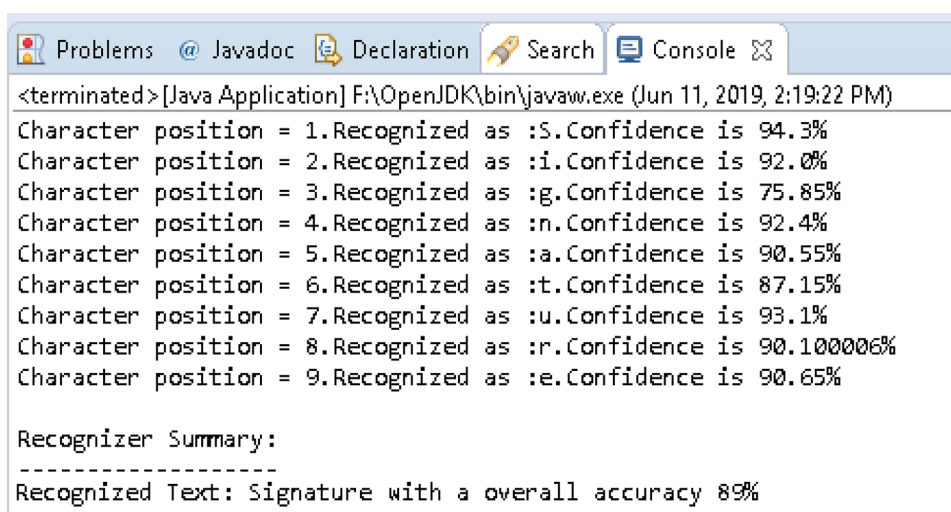 Problems @ Javadoc Declaration Search Console
<terminated>[Java Application] F:\OpenJDK\bin\javaw.exe (Jun 11, 2019, 2:19:22 PM)
Character position = 1.Recognized as :S.Confidence is 94.3%
Character position = 2.Recognized as :i.Confidence is 92.0%
Character position = 3.Recognized as :g.Confidence is 75.85%
Character position = 4.Recognized as :n.Confidence is 92.4%
Character position = 5.Recognized as :a.Confidence is 90.55%
Character position = 6.Recognized as :t.Confidence is 87.15%
Character position = 7.Recognized as :u.Confidence is 93.1%
Character position = 8.Recognized as :r.Confidence is 90.100006%
Character position = 9.Recognized as :e.Confidence is 90.65%
Recognizer Summary:
-------------------
Recognized Text: Signature with a overall accuracy 89%